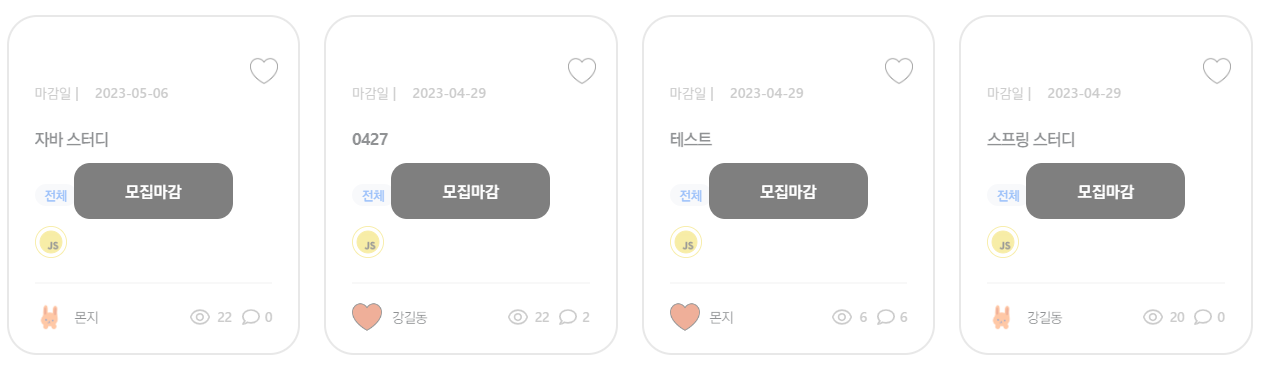 마감일 | 2023-05-06
자바 스터디
전체
모집마감
JS
몬지 22 0
마감일 | 2023-04-29
0427
전체
모집마감
JS
강길동 22 2
마감일 | 2023-04-29
테스트
전체
모집마감
JS
몬지 6 6
마감일 | 2023-04-29
스프링 스터디
전체
모집마감
JS
강길동 20 0